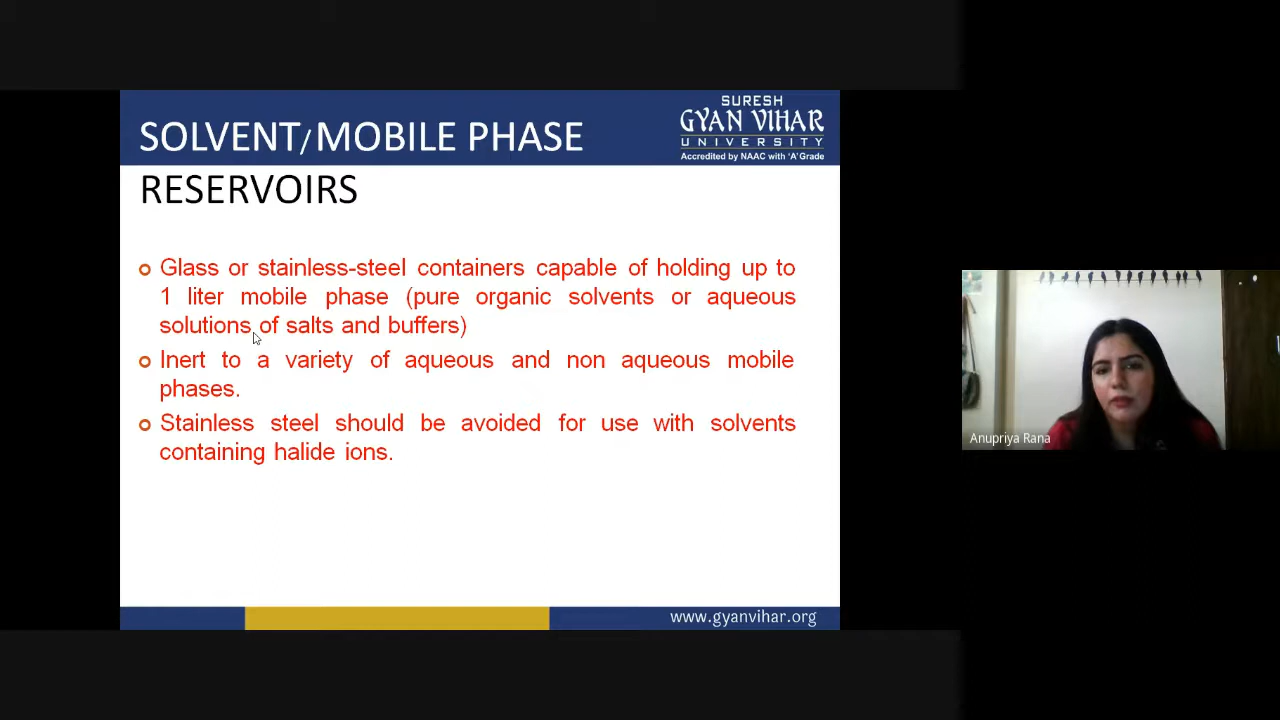 SURESH
GYAN VIHAR
UNIVERSITY
Accredited by NAAC with 'A' Grade
SOLVENT/MOBILE PHASE
RESERVOIRS
Glass or stainless-steel containers capable of holding up to
1 liter mobile phase (pure organic solvents or aqueous
solutions of salts and buffers)
Inert to a variety of aqueous and non aqueous mobile
phases.
Stainless steel should be avoided for use with solvents
containing halide ions.
www.gyanvihar.org
Anupriya Rana